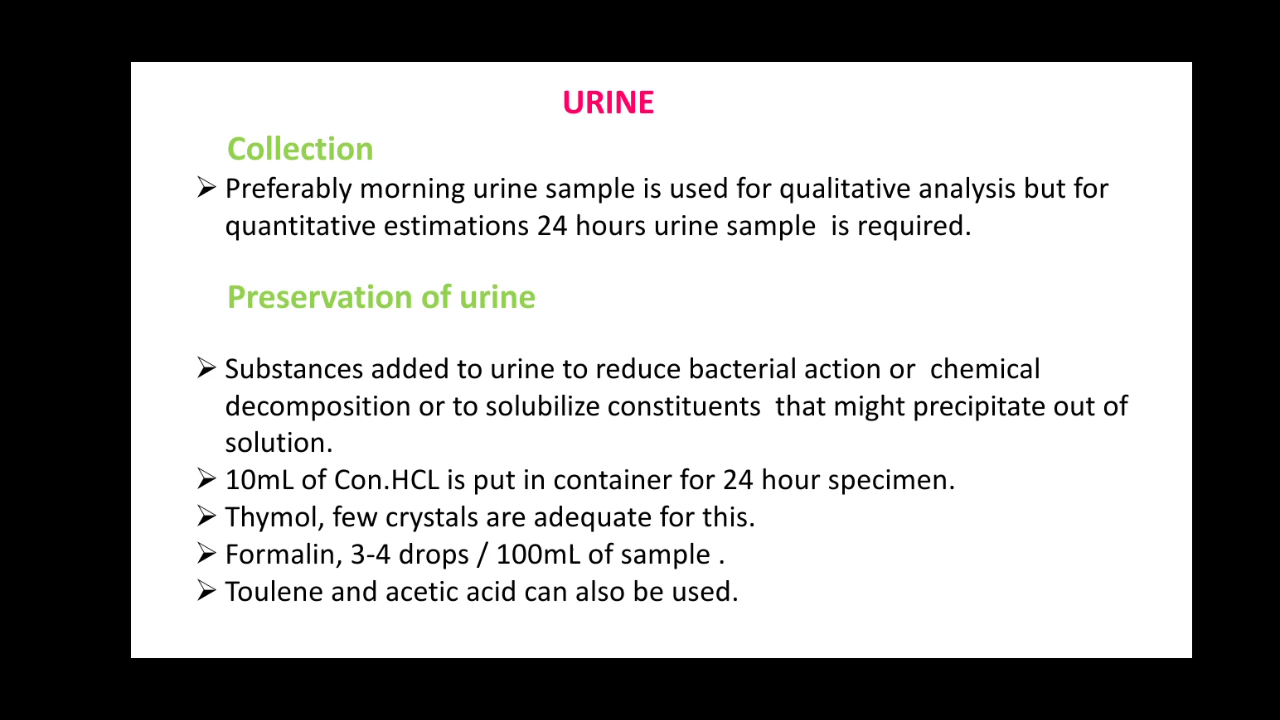 URINE
Collection
➢ Preferably morning urine sample is used for qualitative analysis but for
quantitative estimations 24 hours urine sample  is required.
Preservation of urine
➢ Substances added to urine to reduce bacterial action or  chemical
decomposition or to solubilize constituents  that might precipitate out of
solution.
➢ 10mL of Con.HCL is put in container for 24 hour specimen.
➢ Thymol, few crystals are adequate for this.
➢ Formalin, 3-4 drops / 100mL of sample .
➢ Toulene and acetic acid can also be used.